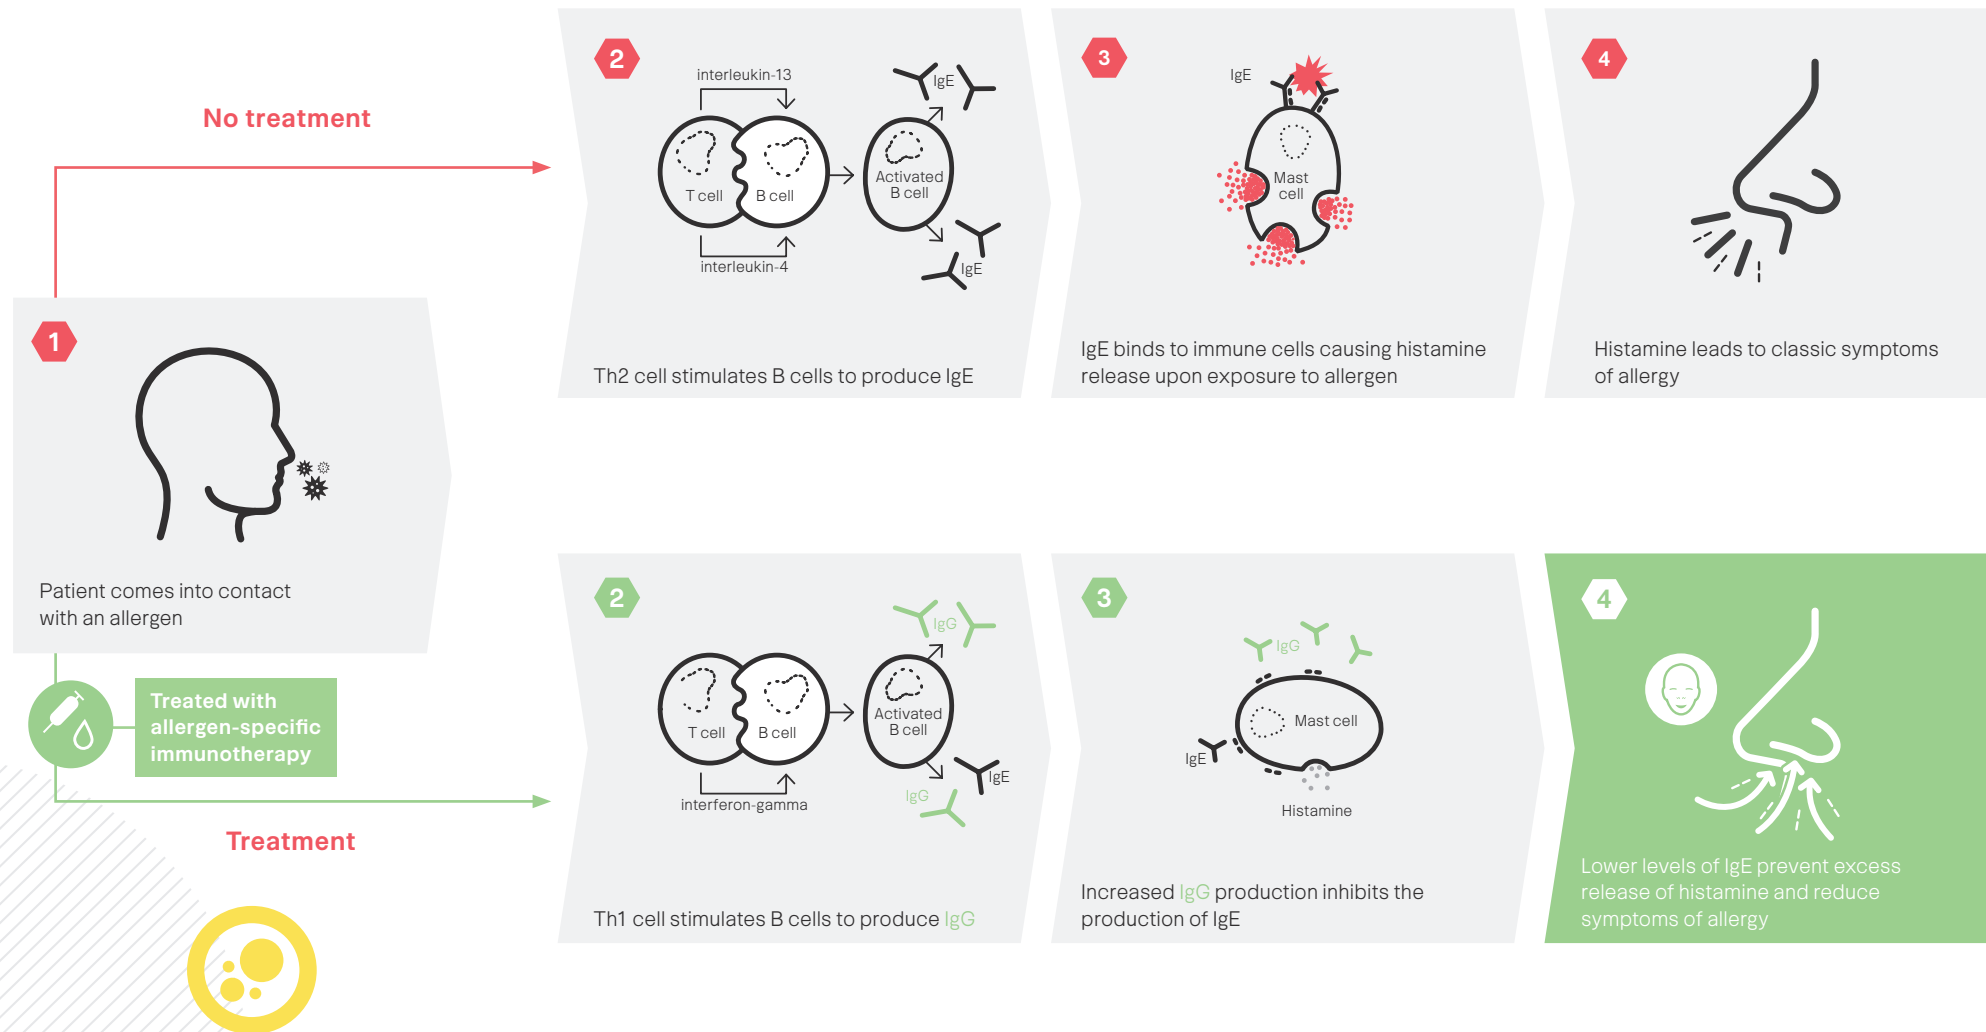 No treatment
1
Patient comes into contact
with an allergen
2
interleukin-13
T cell
B cell
interleukin-4
Activated
B cell
IgE
IgE
Th2 cell stimulates B cells to produce IgE
3
IgE
Mast
cell
IgE binds to immune cells causing histamine
release upon exposure to allergen
4
Histamine leads to classic symptoms
of allergy
Treated with
allergen-specific
immunotherapy
Treatment
2
T cell
B cell
interferon-gamma
Activated
B cell
IgG
IgE
IgG
Th1 cell stimulates B cells to produce IgG
3
IgG
Mast cell
IgE
Histamine
Increased IgG production inhibits the
production of IgE
4
Lower levels of IgE prevent excess
release of histamine and reduce
symptoms of allergy